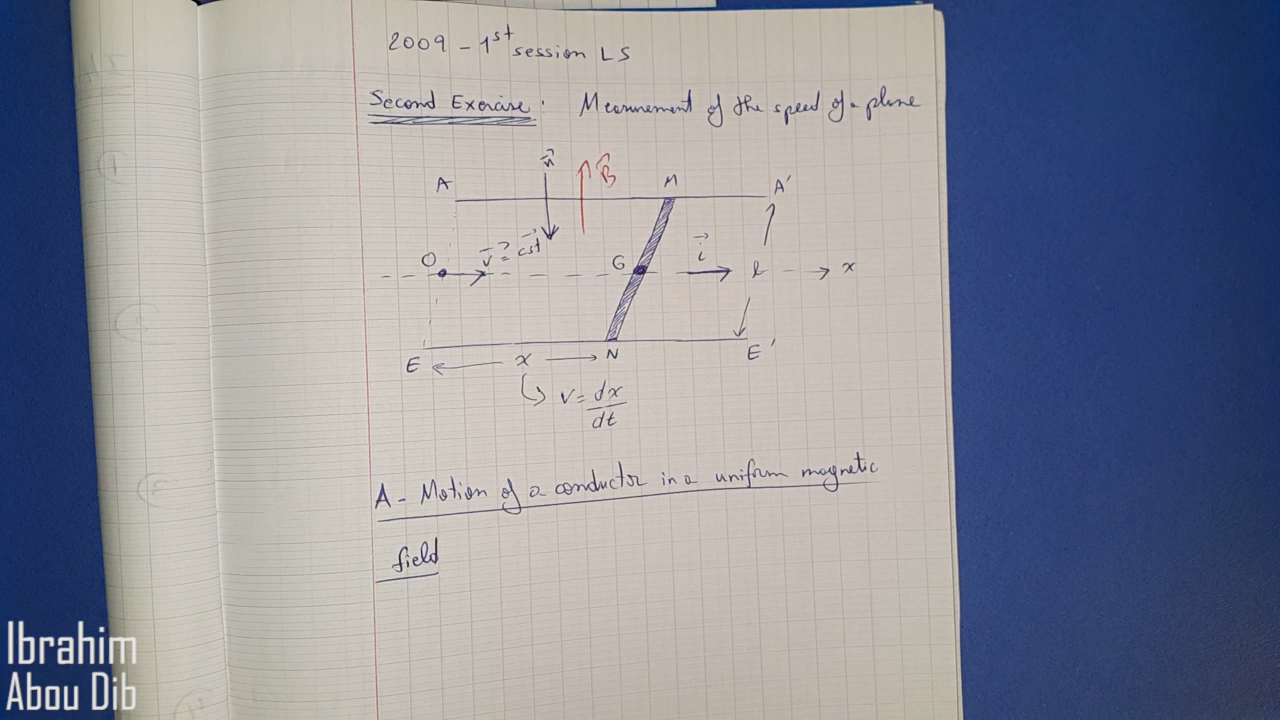 2009 - 1st session LS
Second Exercise: Measurement of the speed of a plane
n
B
A
M
A'
O
v = cst
G
i
l
x
E
x
N
E'
v = dx/dt
A - Motion of a conductor in a uniform magnetic
field
Ibrahim
Abou Dib